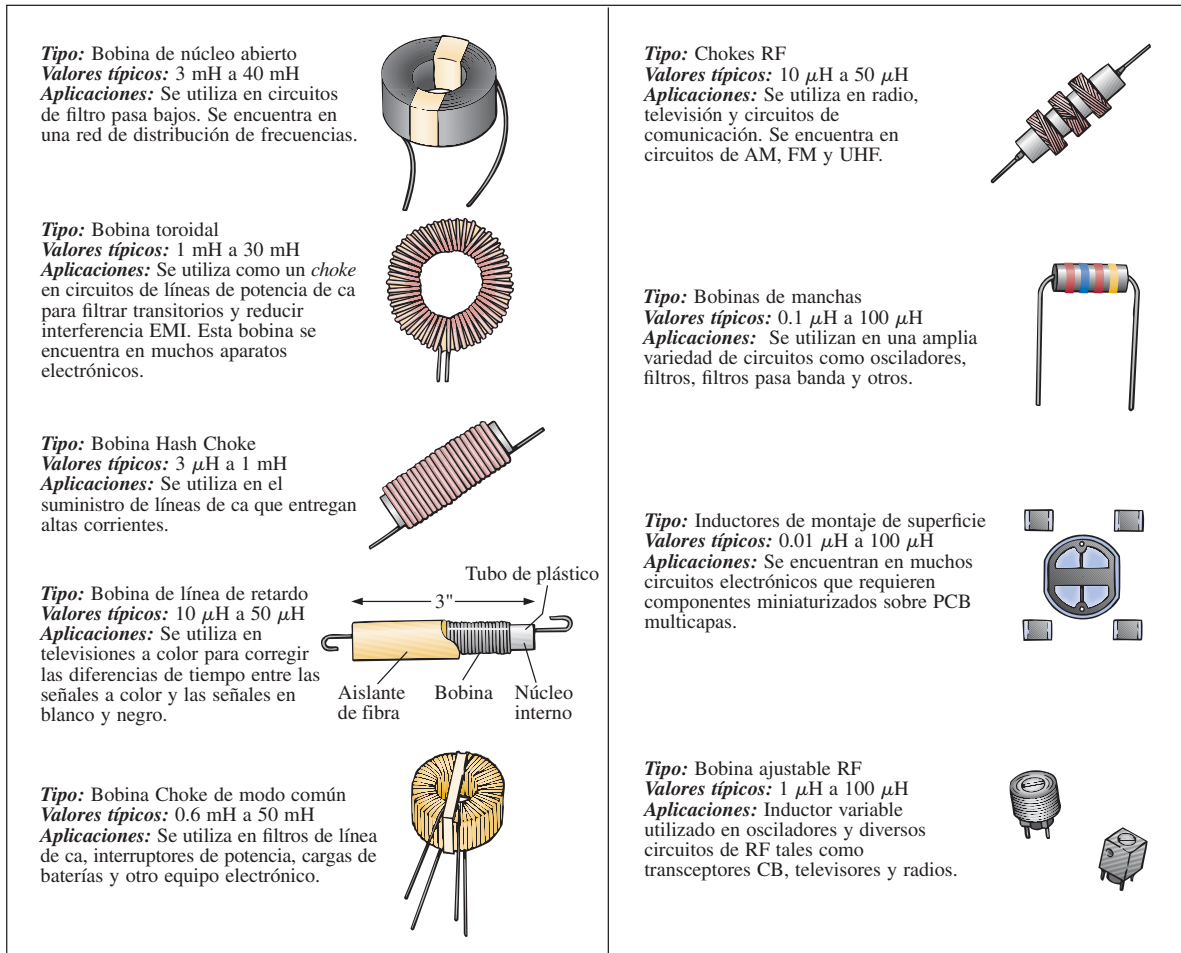 Tipo: Bobina de núcleo abierto
Valores típicos: 3 mH a 40 mH
Aplicaciones: Se utiliza en circuitos
de filtro pasa bajos. Se encuentra en
una red de distribución de frecuencias.
Tipo: Bobina toroidal
Valores típicos: 1 mH a 30 mH
Aplicaciones: Se utiliza como un choke
en circuitos de líneas de potencia de ca
para filtrar transitorios y reducir
interferencia EMI. Esta bobina se
encuentra en muchos aparatos
electrónicos.
Tipo: Bobina Hash Choke
Valores típicos: 3 μH a 1 mH
Aplicaciones: Se utiliza en el
suministro de líneas de ca que entregan
altas corrientes.
Tipo: Bobina de línea de retardo
Valores típicos: 10 μH a 50 μH
Aplicaciones: Se utiliza en
televisiones a color para corregir
las diferencias de tiempo entre las
señales a color y las señales en
blanco y negro.
Tubo de plástico
3"
Aislante
de fibra
Bobina
Núcleo
interno
Tipo: Bobina Choke de modo común
Valores típicos: 0.6 mH a 50 mH
Aplicaciones: Se utiliza en filtros de línea
de ca, interruptores de potencia, cargas de
baterías y otro equipo electrónico.
Tipo: Chokes RF
Valores típicos: 10 μH a 50 μH
Aplicaciones: Se utiliza en radio,
televisión y circuitos de
comunicación. Se encuentra en
circuitos de AM, FM y UHF.
Tipo: Bobinas de manchas
Valores típicos: 0.1 μH a 100 μH
Aplicaciones: Se utilizan en una amplia
variedad de circuitos como osciladores,
filtros, filtros pasa banda y otros.
Tipo: Inductores de montaje de superficie
Valores típicos: 0.01 μH a 100 μH
Aplicaciones: Se encuentran en muchos
circuitos electrónicos que requieren
componentes miniaturizados sobre PCB
multicapas.
Tipo: Bobina ajustable RF
Valores típicos: 1 μH a 100 μH
Aplicaciones: Inductor variable
utilizado en osciladores y diversos
circuitos de RF tales como
transceptores CB, televisores y radios.